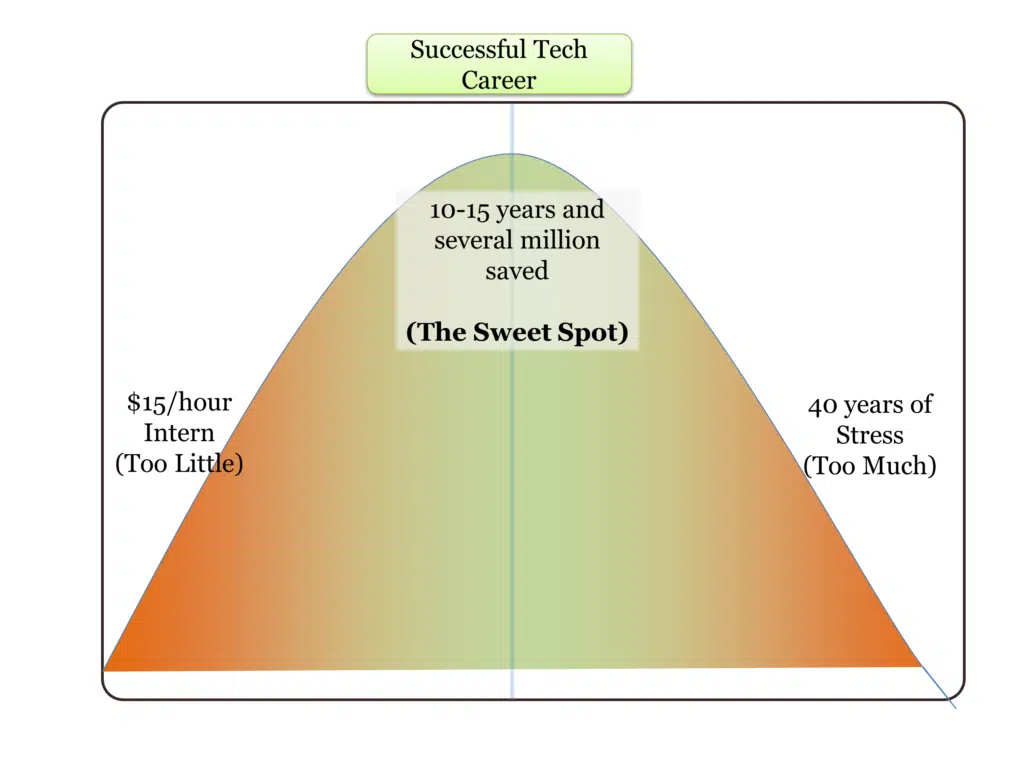 Successful Tech
Career
10-15 years and
several million
saved
(The Sweet Spot)
$15/hour
Intern
(Too Little)
40 years of
Stress
(Too Much)